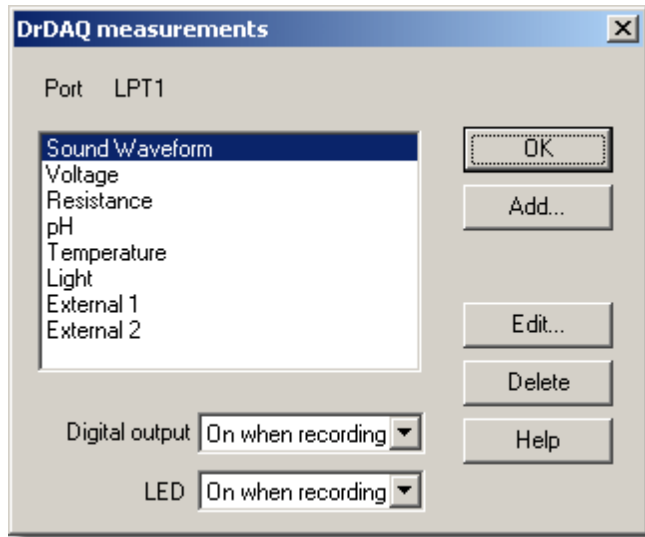 DrDAQ measurements
Port LPT1
Sound Waveform
Voltage
Resistance
pH
Temperature
Light
External 1
External 2
OK
Add...
Edit...
Delete
Help
Digital output On when recording
LED On when recording